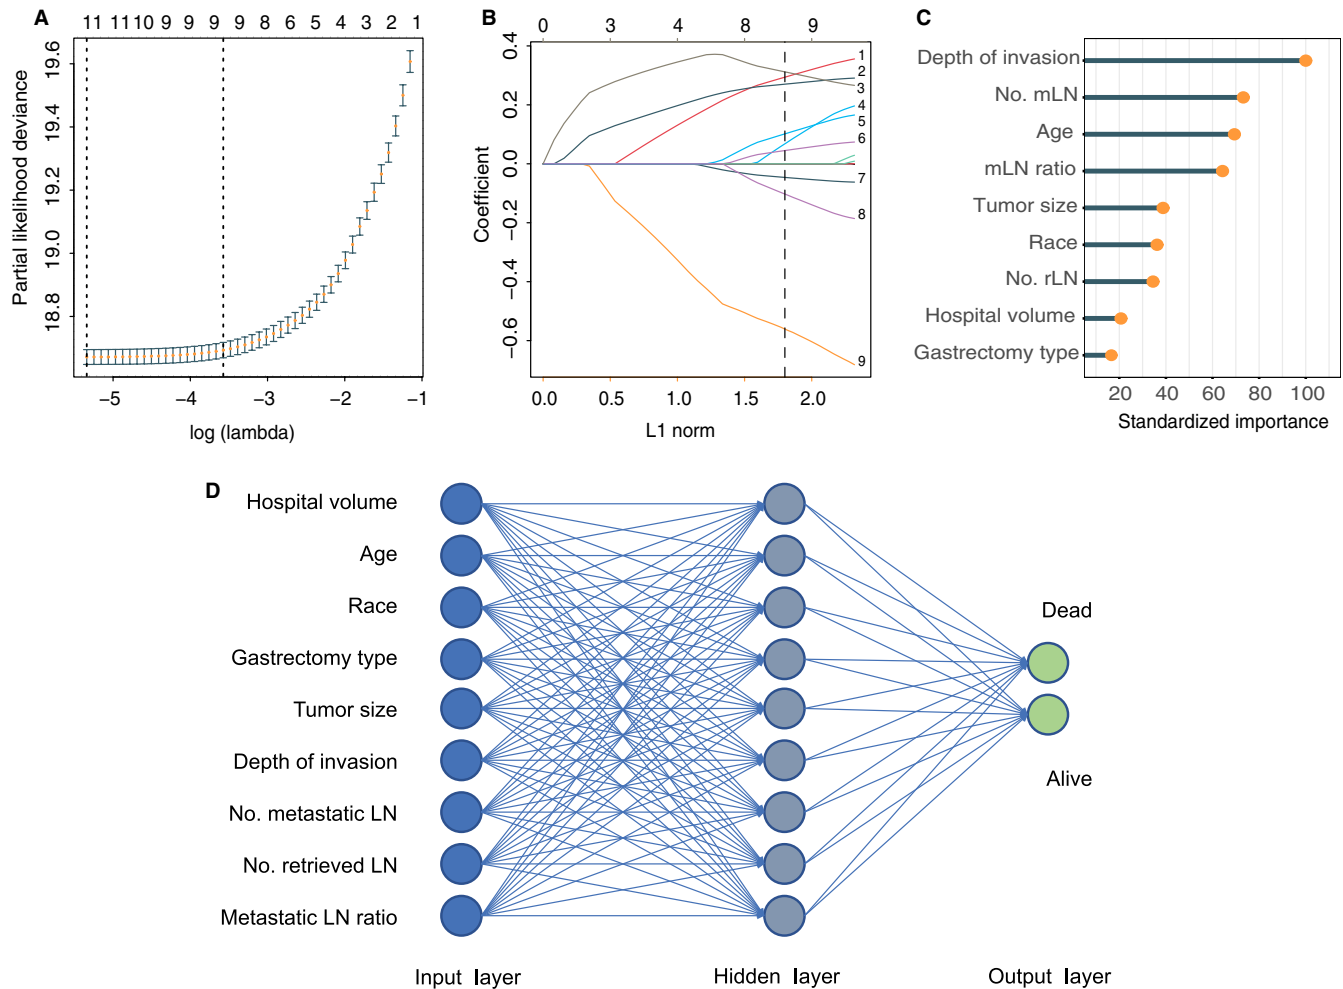 A
11 11 10 9 9 9 9 8 6 5 4 3 2 1
Partial likelihood deviance
19.6
19.4
19.2
19.0
18.8
−5 −4 −3 −2 −1
log (lambda)
B
0 3 4 8 9
Coefficient
0.4
0.2
0.0
−0.2
−0.4
−0.6
1
2
3
4
5
6
7
8
9
0.0 0.5 1.0 1.5 2.0
L1 norm
C
Depth of invasion
No. mLN
Age
mLN ratio
Tumor size
Race
No. rLN
Hospital volume
Gastrectomy type
20 40 60 80 100
Standardized importance
D
Hospital volume
Age
Race
Gastrectomy type
Tumor size
Depth of invasion
No. metastatic LN
No. retrieved LN
Metastatic LN ratio
Dead
Alive
Input layer
Hidden layer
Output layer